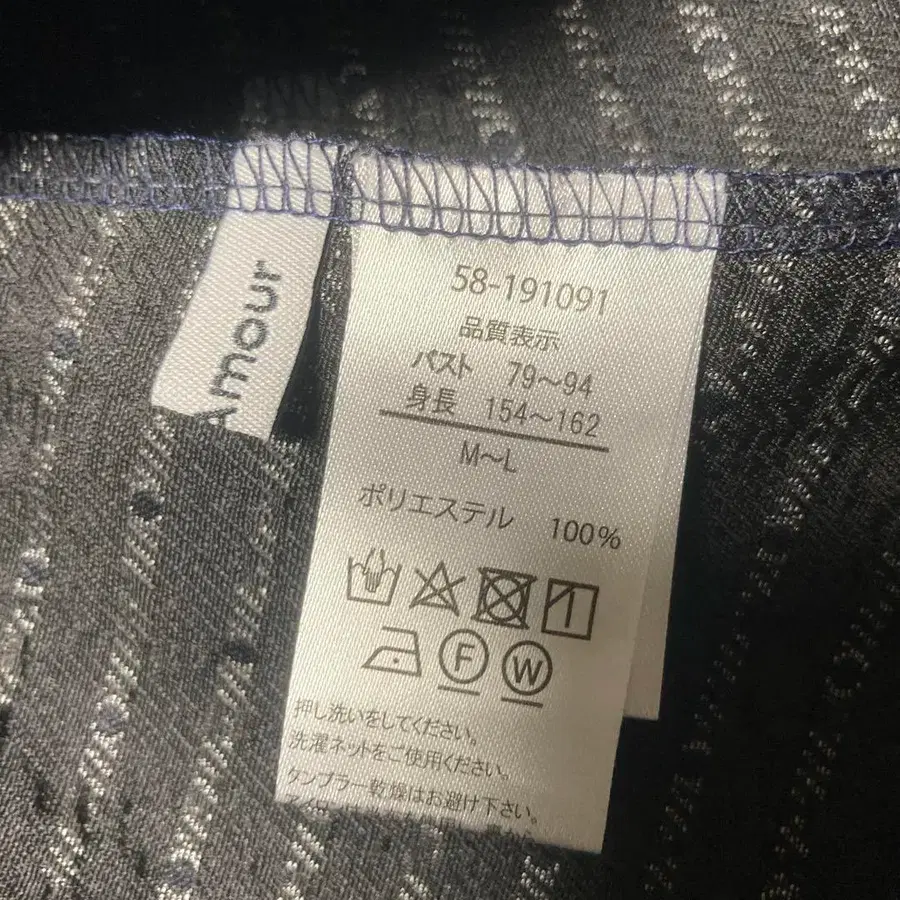 Amour
58-191091
品質表示
バスト 79～94
身長 154～162
M～L
ポリエステル 100%
F W
押し洗いをしてください。
洗濯ネットをご使用ください。
タンブラー乾燥はお避け下さい。